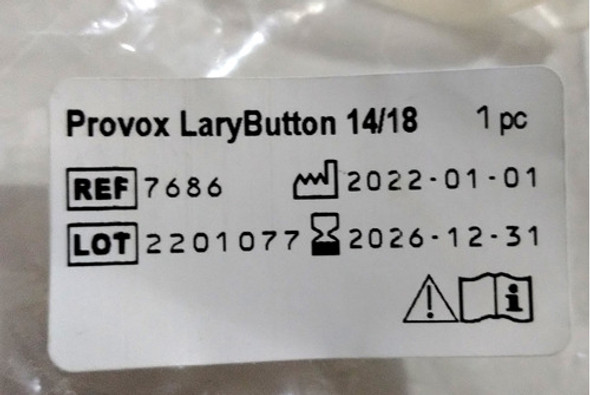 Provox LaryButton 14/18 1 pc
REF 7686 2022-01-01
LOT 2201077 2026-12-31